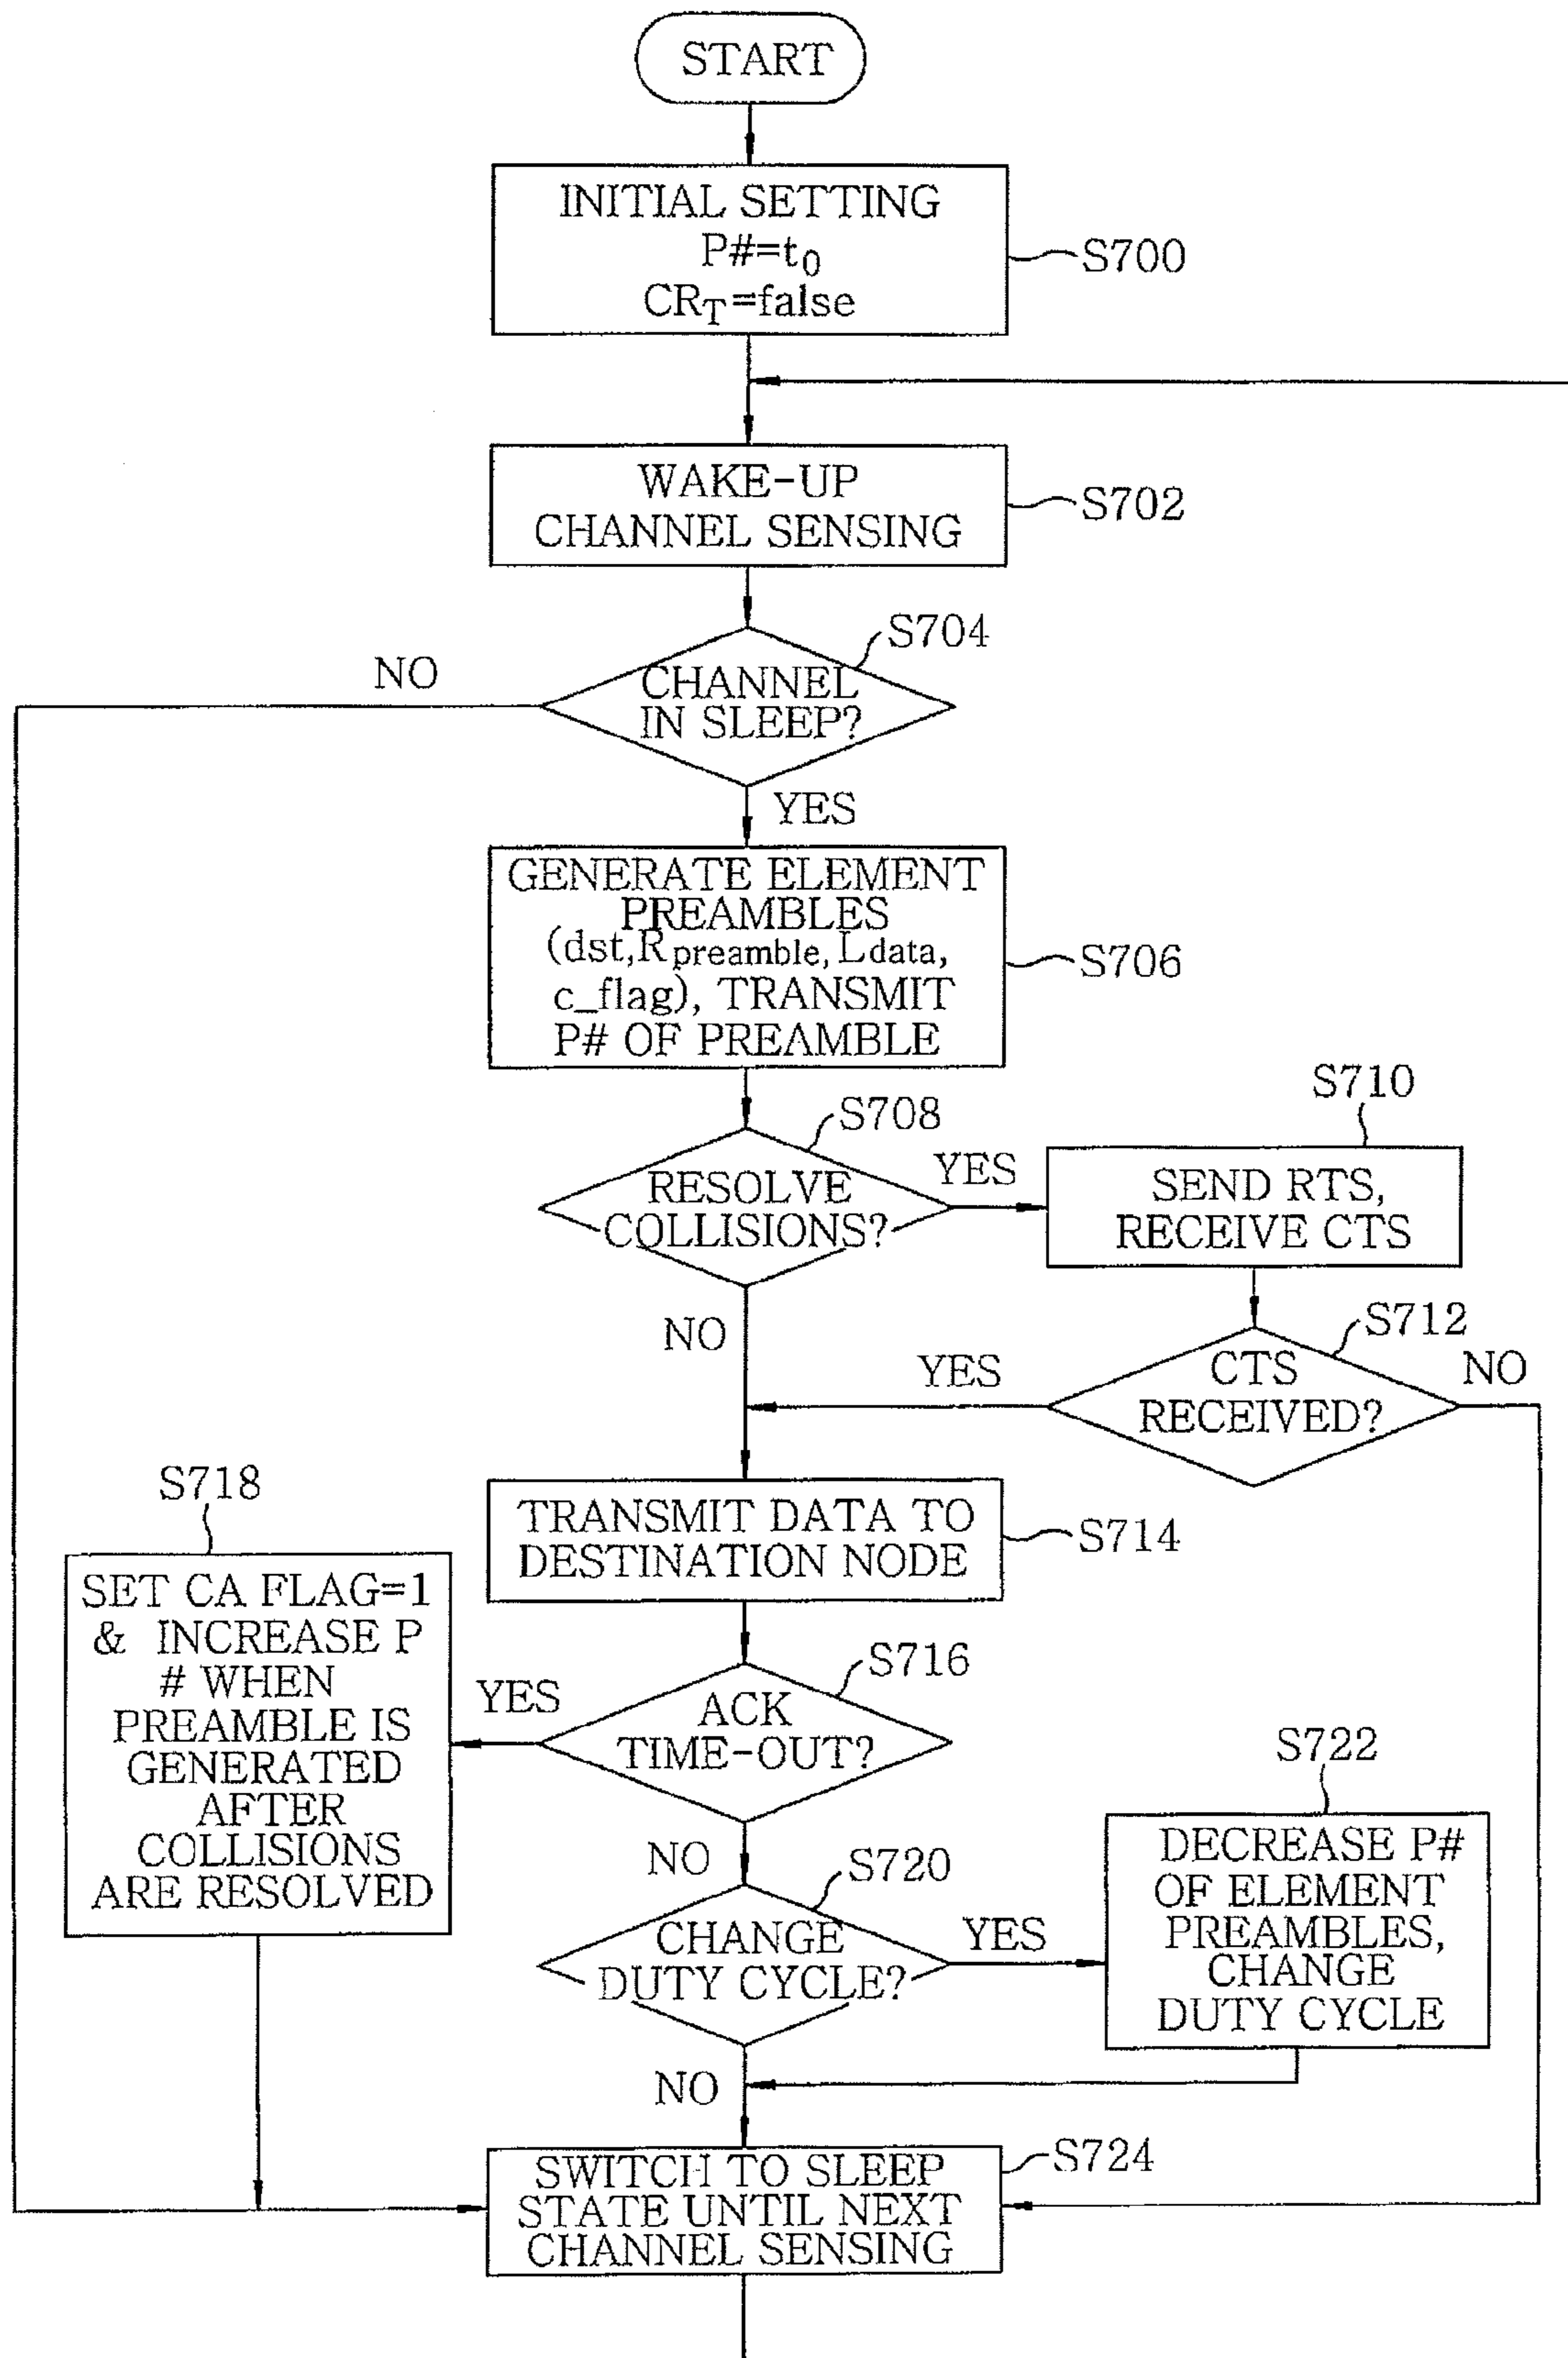 START
INITIAL SETTING
P#=t0
CRT=false
S700
WAKE-UP
CHANNEL SENSING
S702
S704
NO
CHANNEL
IN SLEEP?
YES
GENERATE ELEMENT
PREAMBLES
(dst,Rpreamble,Ldata,
c_flag), TRANSMIT
P# OF PREAMBLE
S706
S708
RESOLVE
COLLISIONS?
YES
S710
SEND RTS,
RECEIVE CTS
NO
S712
CTS
RECEIVED?
YES
NO
TRANSMIT DATA TO
DESTINATION NODE
S714
S716
ACK
TIME-OUT?
YES
S718
SET CA FLAG=1
& INCREASE P
# WHEN
PREAMBLE IS
GENERATED
AFTER
COLLISIONS
ARE RESOLVED
NO
S720
CHANGE
DUTY CYCLE?
YES
S722
DECREASE P#
OF ELEMENT
PREAMBLES,
CHANGE
DUTY CYCLE
NO
SWITCH TO SLEEP
STATE UNTIL NEXT
CHANNEL SENSING
S724